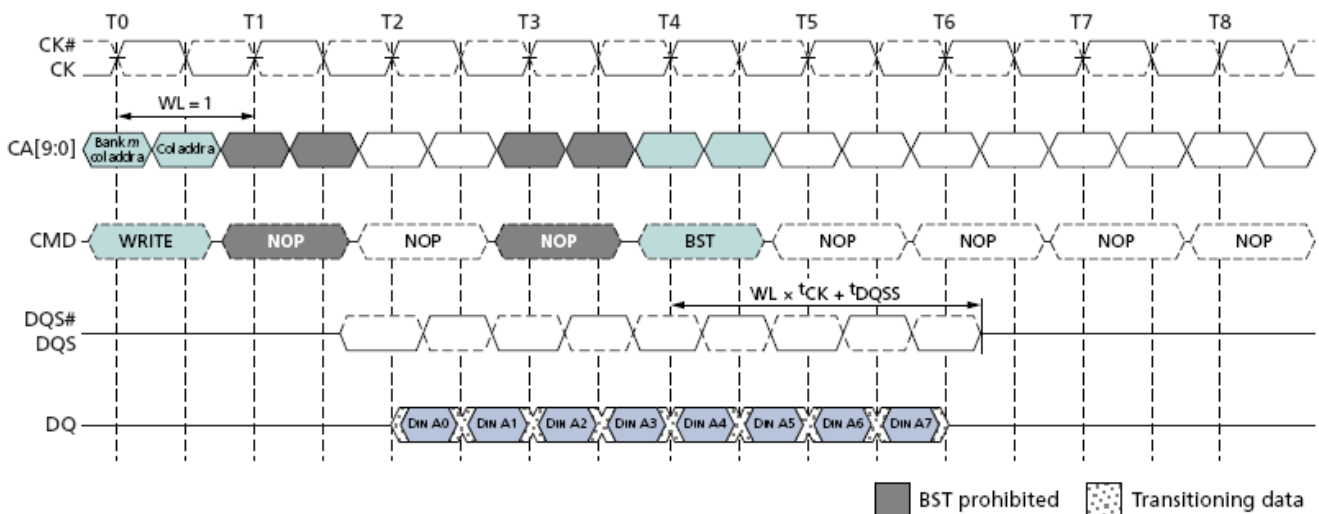 T0 T1 T2 T3 T4 T5 T6 T7 T8
CK#
CK
WL = 1
CA[9:0] Bank m col addr a Col addr a
CMD WRITE NOP NOP NOP BST NOP NOP NOP NOP
WL × tCK + tDQSS
DQS#
DQS
DQ DIN A0 DIN A1 DIN A2 DIN A3 DIN A4 DIN A5 DIN A6 DIN A7
BST prohibited Transitioning data